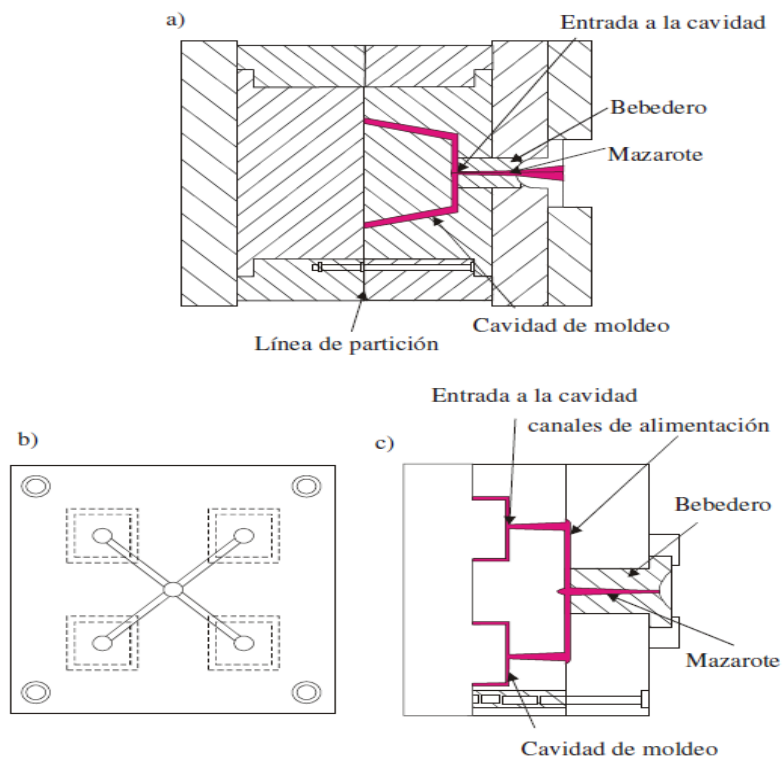 a)
Entrada a la cavidad
Bebedero
Mazarote
Cavidad de moldeo
Línea de partición
b)
Entrada a la cavidad
c)
canales de alimentación
Bebedero
Mazarote
Cavidad de moldeo